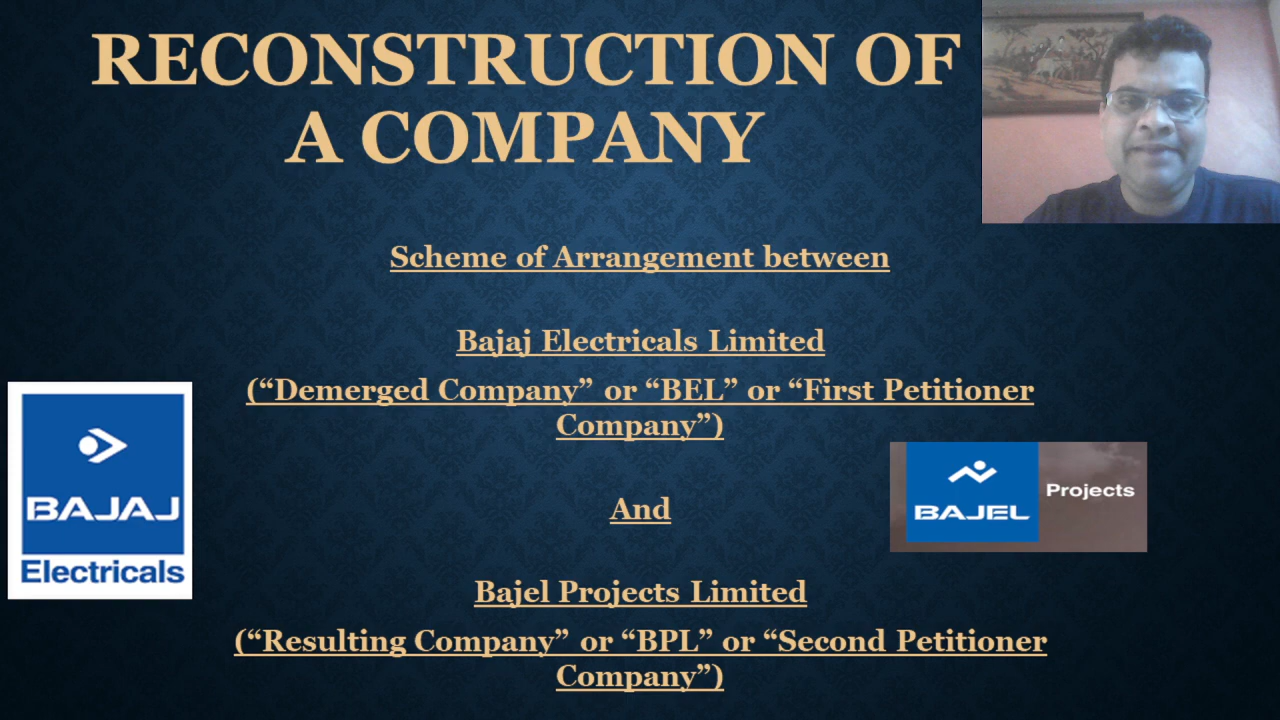 RECONSTRUCTION OF
A COMPANY
Scheme of Arrangement between
Bajaj Electricals Limited
(“Demerged Company” or “BEL” or “First Petitioner
Company”)
BAJAJ
Electricals
And
BAJEL
Projects
Bajel Projects Limited
(“Resulting Company” or “BPL” or “Second Petitioner
Company”)